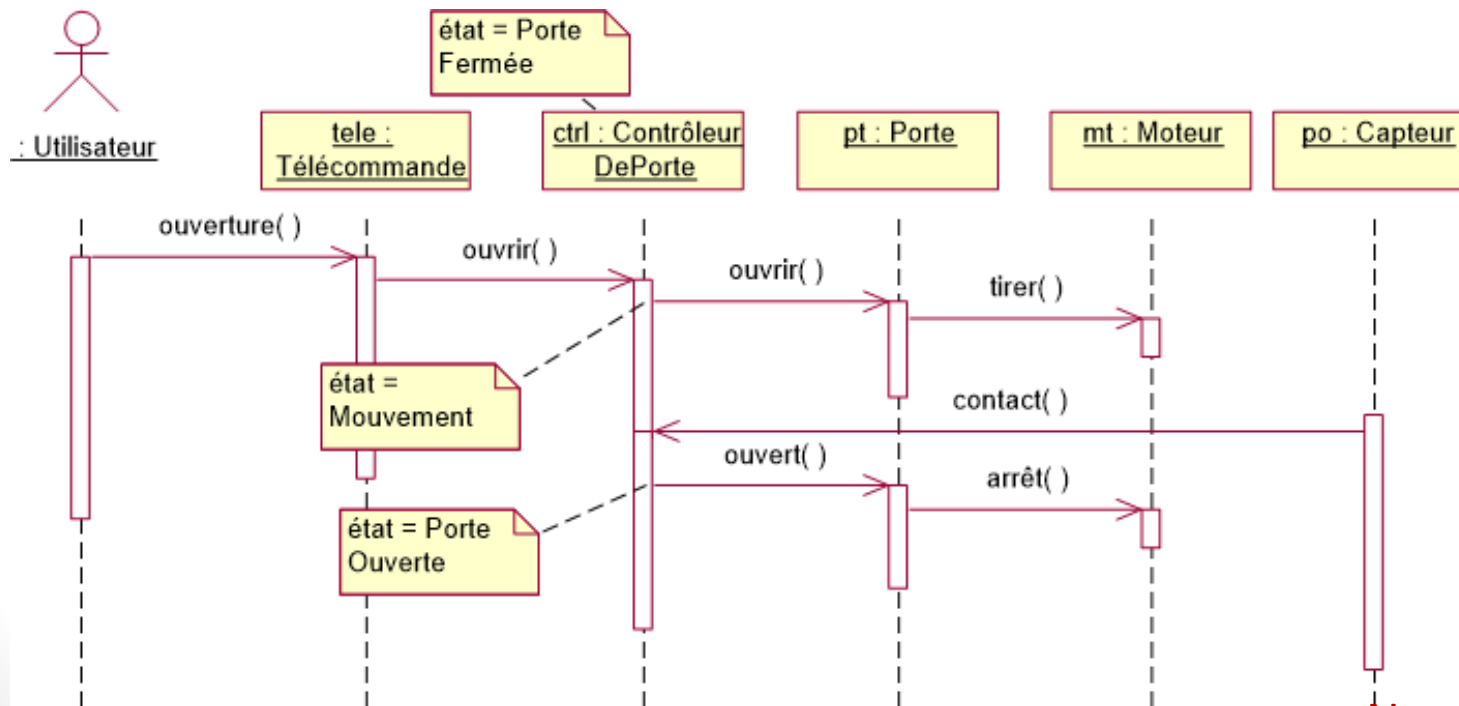 état = Porte
Fermée
: Utilisateur
tele :
Télécommande
ctrl : Contrôleur
DePorte
pt : Porte
mt : Moteur
po : Capteur
ouverture( )
ouvrir( )
ouvrir( )
tirer( )
état =
Mouvement
contact( )
ouvert( )
arrêt( )
état = Porte
Ouverte